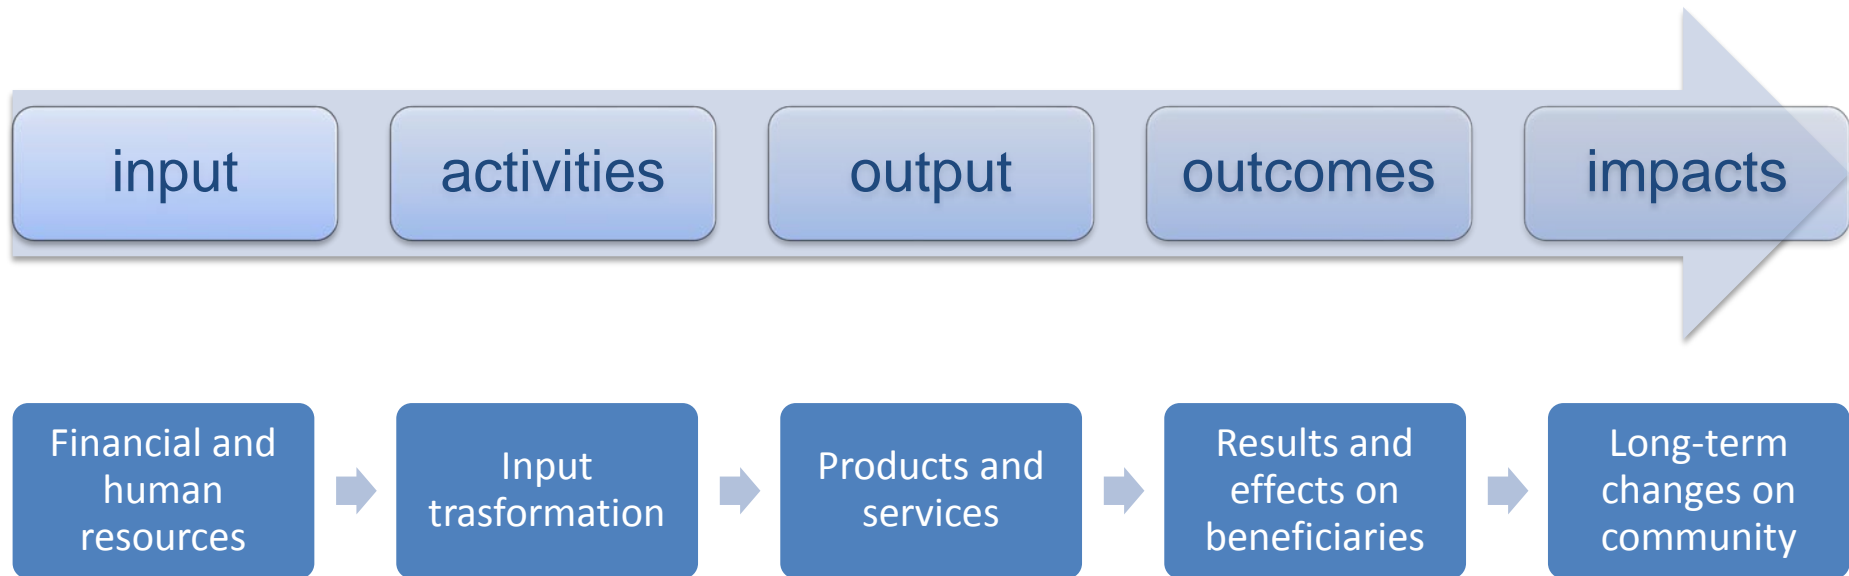 input
activities
output
outcomes
impacts
Financial and
human
resources
Input
trasformation
Products and
services
Results and
effects on
beneficiaries
Long-term
changes on
community